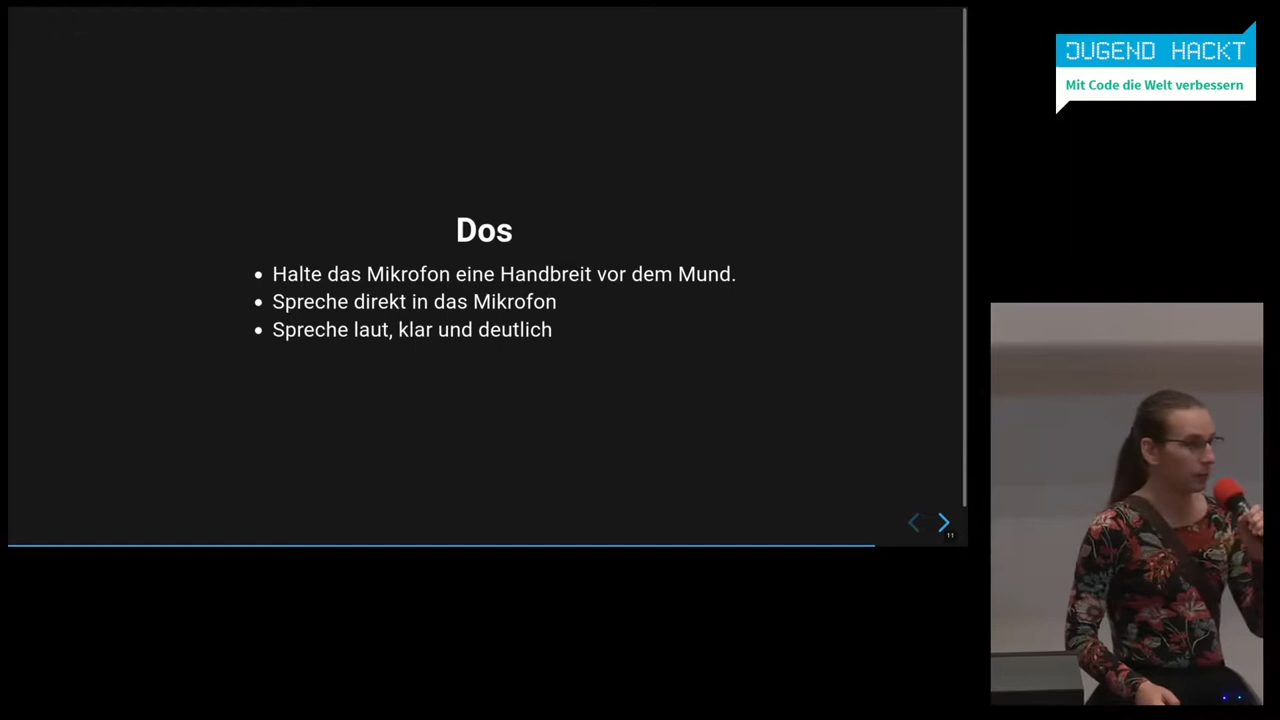 JUGEND HACKT
Mit Code die Welt verbessern
Dos
Halte das Mikrofon eine Handbreit vor dem Mund.
Spreche direkt in das Mikrofon
Spreche laut, klar und deutlich
11